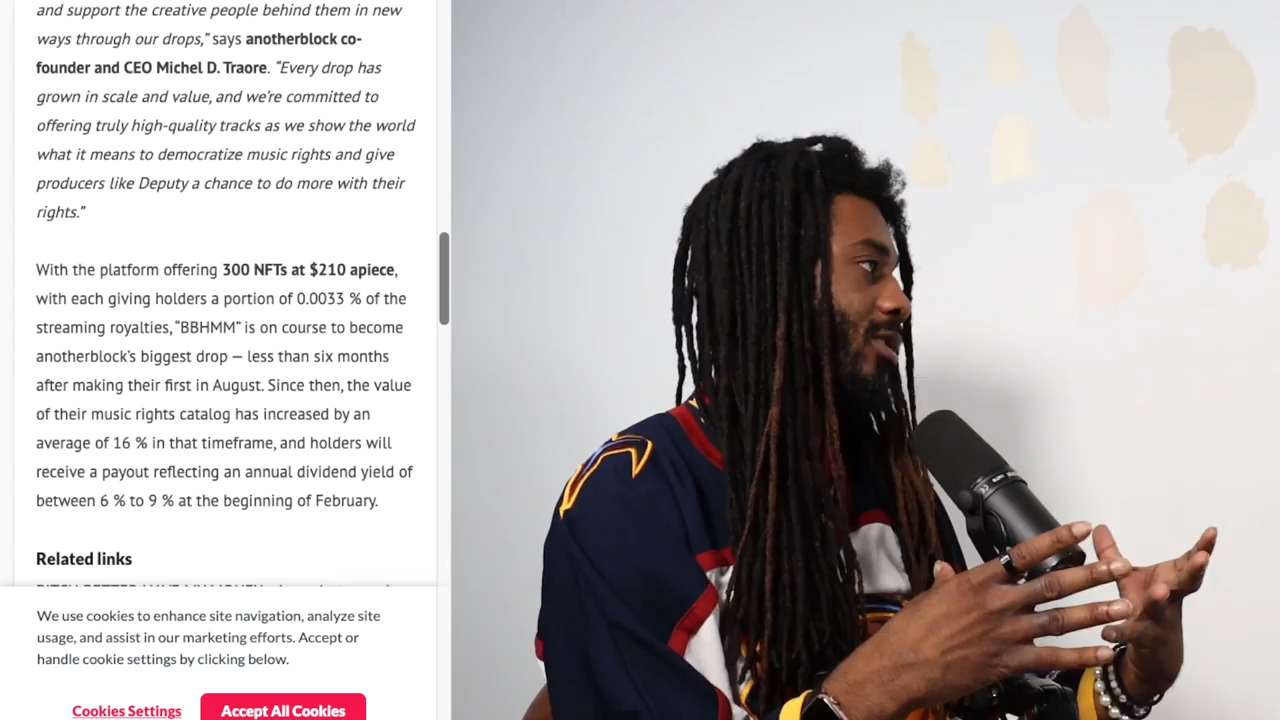 and support the creative people behind them in new
ways through our drops,” says anotherblock co-
founder and CEO Michel D. Traore. “Every drop has
grown in scale and value, and we’re committed to
offering truly high-quality tracks as we show the world
what it means to democratize music rights and give
producers like Deputy a chance to do more with their
rights.”
With the platform offering 300 NFTs at $210 apiece,
with each giving holders a portion of 0.0033 % of the
streaming royalties, “BBHMM” is on course to become
anotherblock’s biggest drop — less than six months
after making their first in August. Since then, the value
of their music rights catalog has increased by an
average of 16 % in that timeframe, and holders will
receive a payout reflecting an annual dividend yield of
between 6 % to 9 % at the beginning of February.
Related links
We use cookies to enhance site navigation, analyze site
usage, and assist in our marketing efforts. Accept or
handle cookie settings by clicking below.
Cookies Settings
Accept All Cookies